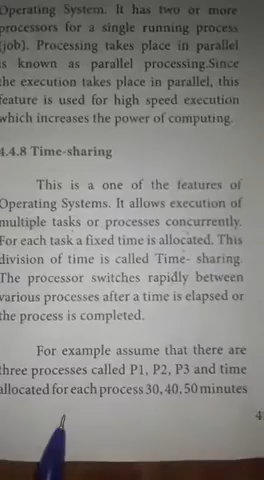 Operating System. It has two or more
processors for a single running process
(job). Processing takes place in parallel
is known as parallel processing.Since
the execution takes place in parallel, this
feature is used for high speed execution
which increases the power of computing.
4.4.8 Time-sharing
This is a one of the features of
Operating Systems. It allows execution of
multiple tasks or processes concurrently.
For each task a fixed time is allocated. This
division of time is called Time- sharing.
The processor switches rapidly between
various processes after a time is elapsed or
the process is completed.
For example assume that there are
three processes called P1, P2, P3 and time
allocated for each process 30, 40, 50 minutes